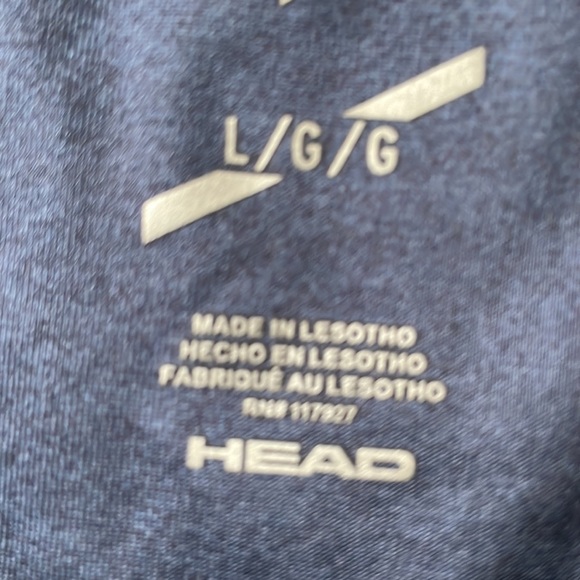 L/G/G
MADE IN LESOTHO
HECHO EN LESOTHO
FABRIQUÉ AU LESOTHO
RN# 117927
HEAD